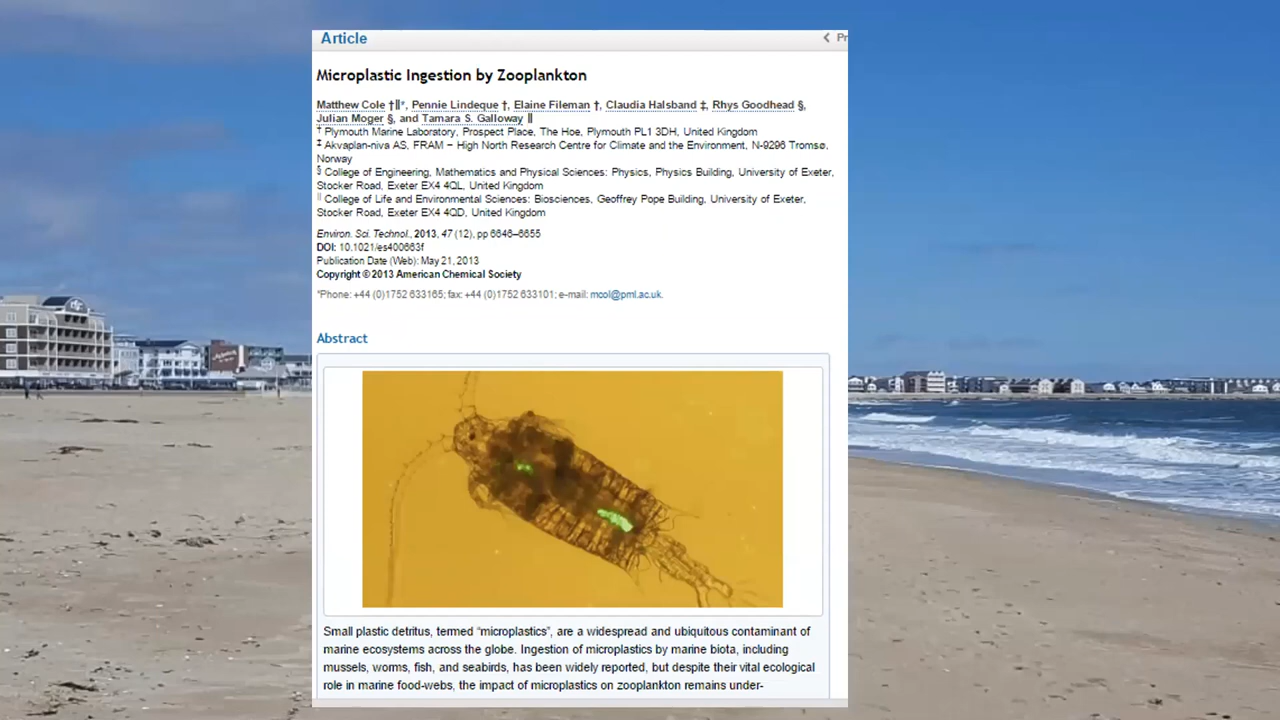 Article
Pr
Microplastic Ingestion by Zooplankton
Matthew Cole †‖*, Pennie Lindeque †, Elaine Fileman †, Claudia Halsband ‡, Rhys Goodhead §,
Julian Moger §, and Tamara S. Galloway ‖
† Plymouth Marine Laboratory, Prospect Place, The Hoe, Plymouth PL1 3DH, United Kingdom
‡ Akvaplan-niva AS, FRAM – High North Research Centre for Climate and the Environment, N-9296 Tromsø,
Norway
§ College of Engineering, Mathematics and Physical Sciences: Physics, Physics Building, University of Exeter,
Stocker Road, Exeter EX4 4QL, United Kingdom
‖ College of Life and Environmental Sciences: Biosciences, Geoffrey Pope Building, University of Exeter,
Stocker Road, Exeter EX4 4QD, United Kingdom
Environ. Sci. Technol., 2013, 47 (12), pp 6646–6655
DOI: 10.1021/es400663f
Publication Date (Web): May 21, 2013
Copyright © 2013 American Chemical Society
*Phone: +44 (0)1752 633165; fax: +44 (0)1752 633101; e-mail: mcol@pml.ac.uk.
Abstract
Small plastic detritus, termed “microplastics”, are a widespread and ubiquitous contaminant of
marine ecosystems across the globe. Ingestion of microplastics by marine biota, including
mussels, worms, fish, and seabirds, has been widely reported, but despite their vital ecological
role in marine food-webs, the impact of microplastics on zooplankton remains under-